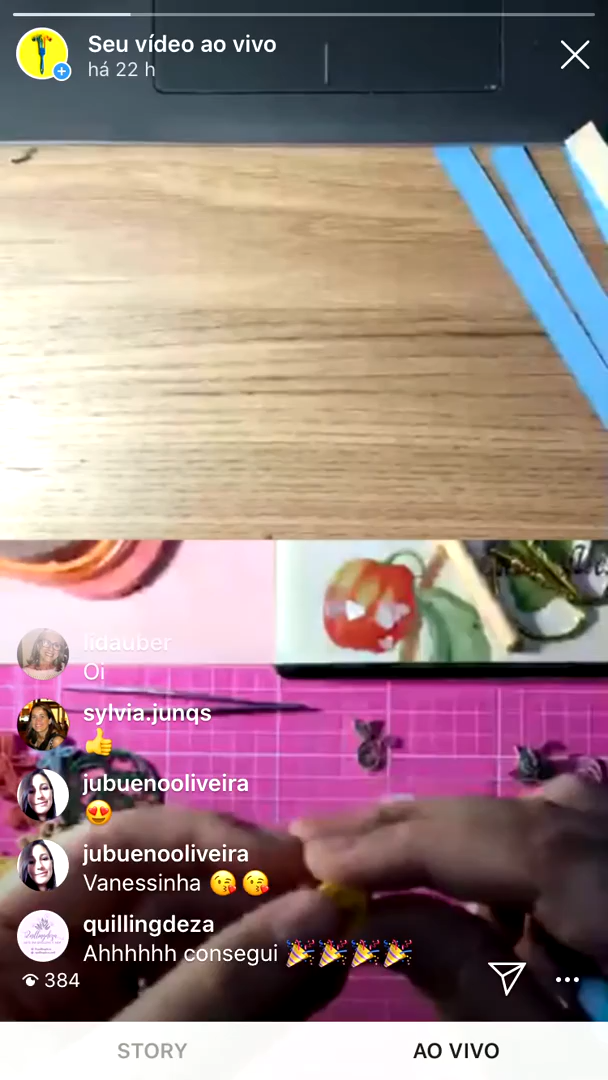 Seu vídeo ao vivo
há 22 h
lidauber
Oi
sylvia.junqs
👍
jubuenooliveira
😍
jubuenooliveira
Vanessinha 😘 😘
quillingdeza
Ahhhhhh consegui 🎉🎉🎉🎉
384
STORY
AO VIVO